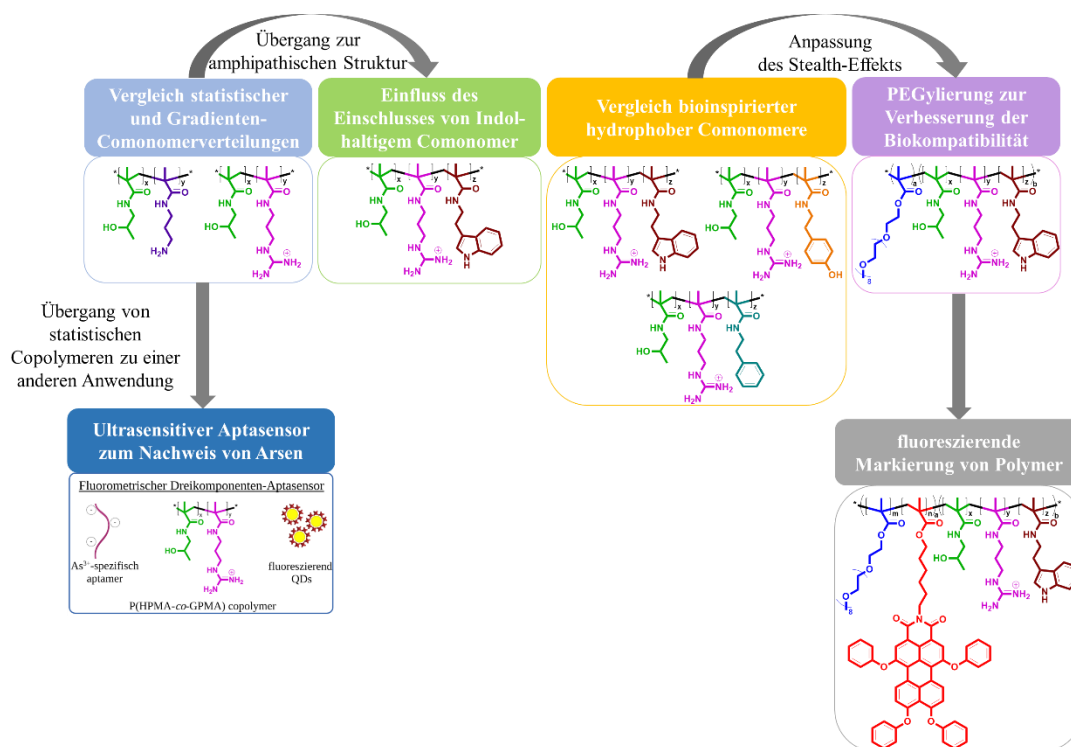 Übergang zur
amphipathischen Struktur
Anpassung
des Stealth-Effekts
Vergleich statistischer
und Gradienten-
Comonomerverteilungen
Einfluss des
Einschlusses von Indol-
haltigem Comonomer
Vergleich bioinspirierter
hydrophober Comonomere
PEGylierung zur
Verbesserung der
Biokompatibilität
Übergang von
statistischen
Copolymeren zu einer
anderen Anwendung
Ultrasensitiver Aptasensor
zum Nachweis von Arsen
Fluorometrischer Dreikomponenten-Aptasensor
As³⁺-spezifisch
aptamer
fluoreszierend
QDs
P(HPMA-co-GPMA) copolymer
fluoreszierende
Markierung von Polymer